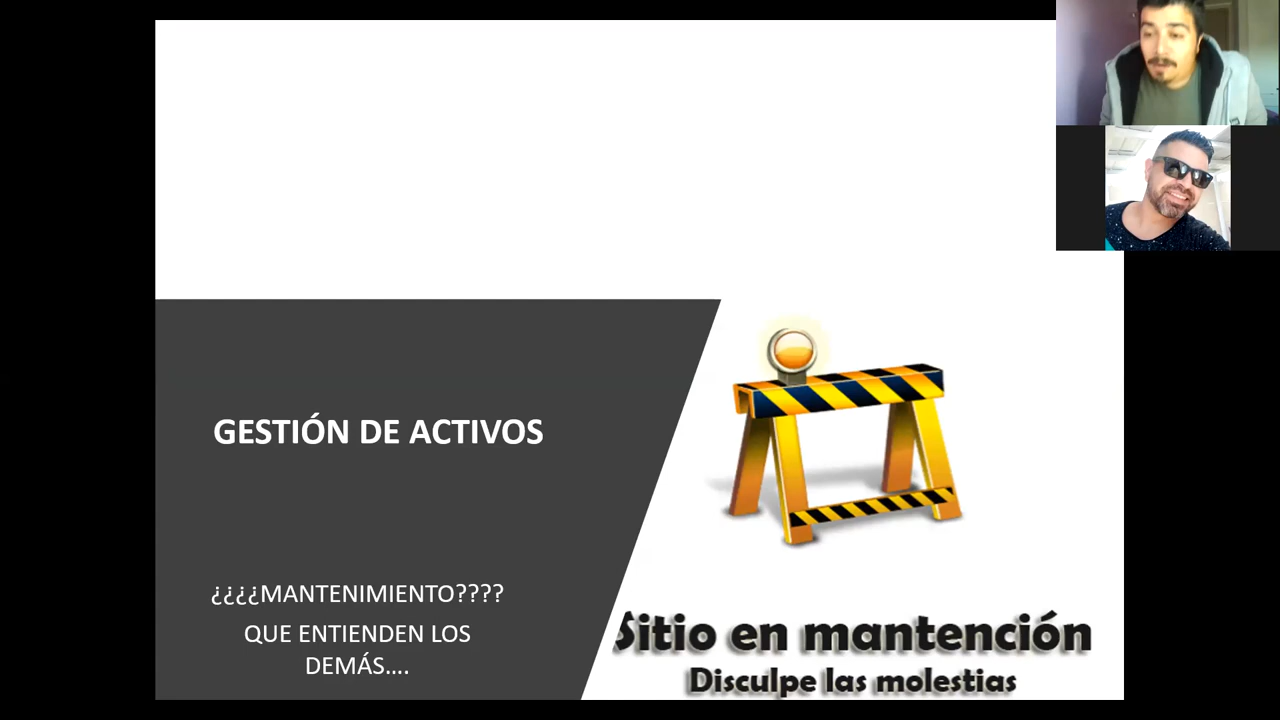 GESTIÓN DE ACTIVOS
¿¿¿¿MANTENIMIENTO????
QUE ENTIENDEN LOS
DEMÁS....
Sitio en mantención
Disculpe las molestias